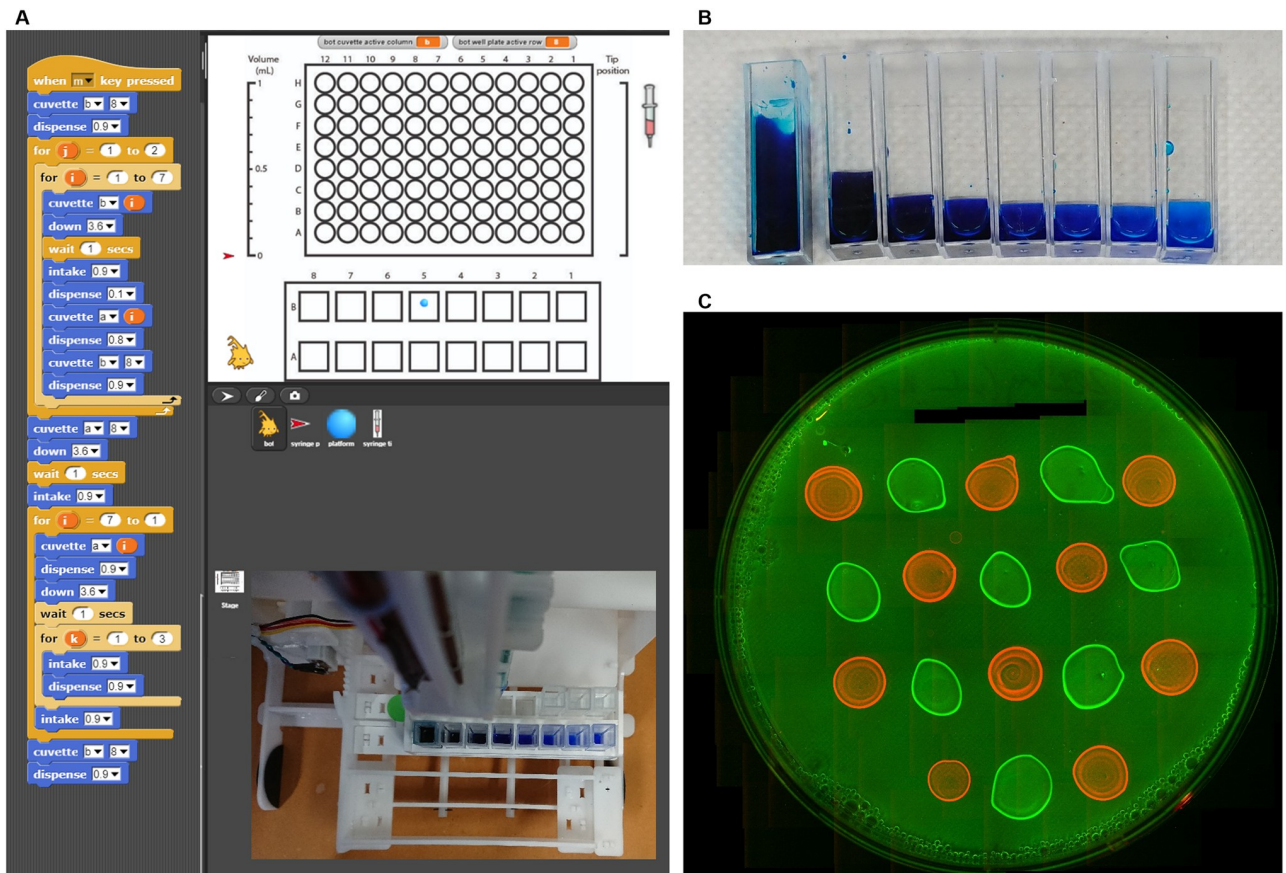 A
when m key pressed
cuvette b 8
dispense 0.9
for j = 1 to 2
for i = 1 to 7
cuvette b i
down 3.6
wait 1 secs
intake 0.9
dispense 0.1
cuvette a i
dispense 0.8
cuvette b 8
dispense 0.9
cuvette a 8
down 3.6
wait 1 secs
intake 0.9
for i = 7 to 1
cuvette a i
dispense 0.9
down 3.6
wait 1 secs
for k = 1 to 3
intake 0.9
dispense 0.9
intake 0.9
cuvette b 8
dispense 0.9
bot cuvette active column b bot well plate active row 8
Volume
(mL)
12 11 10 9 8 7 6 5 4 3 2 1
Tip
position
1
0.5
0
H
G
F
E
D
C
B
A
8 7 6 5 4 3 2 1
B
A
bot syringe p platform syringe ti
Stage
B
C